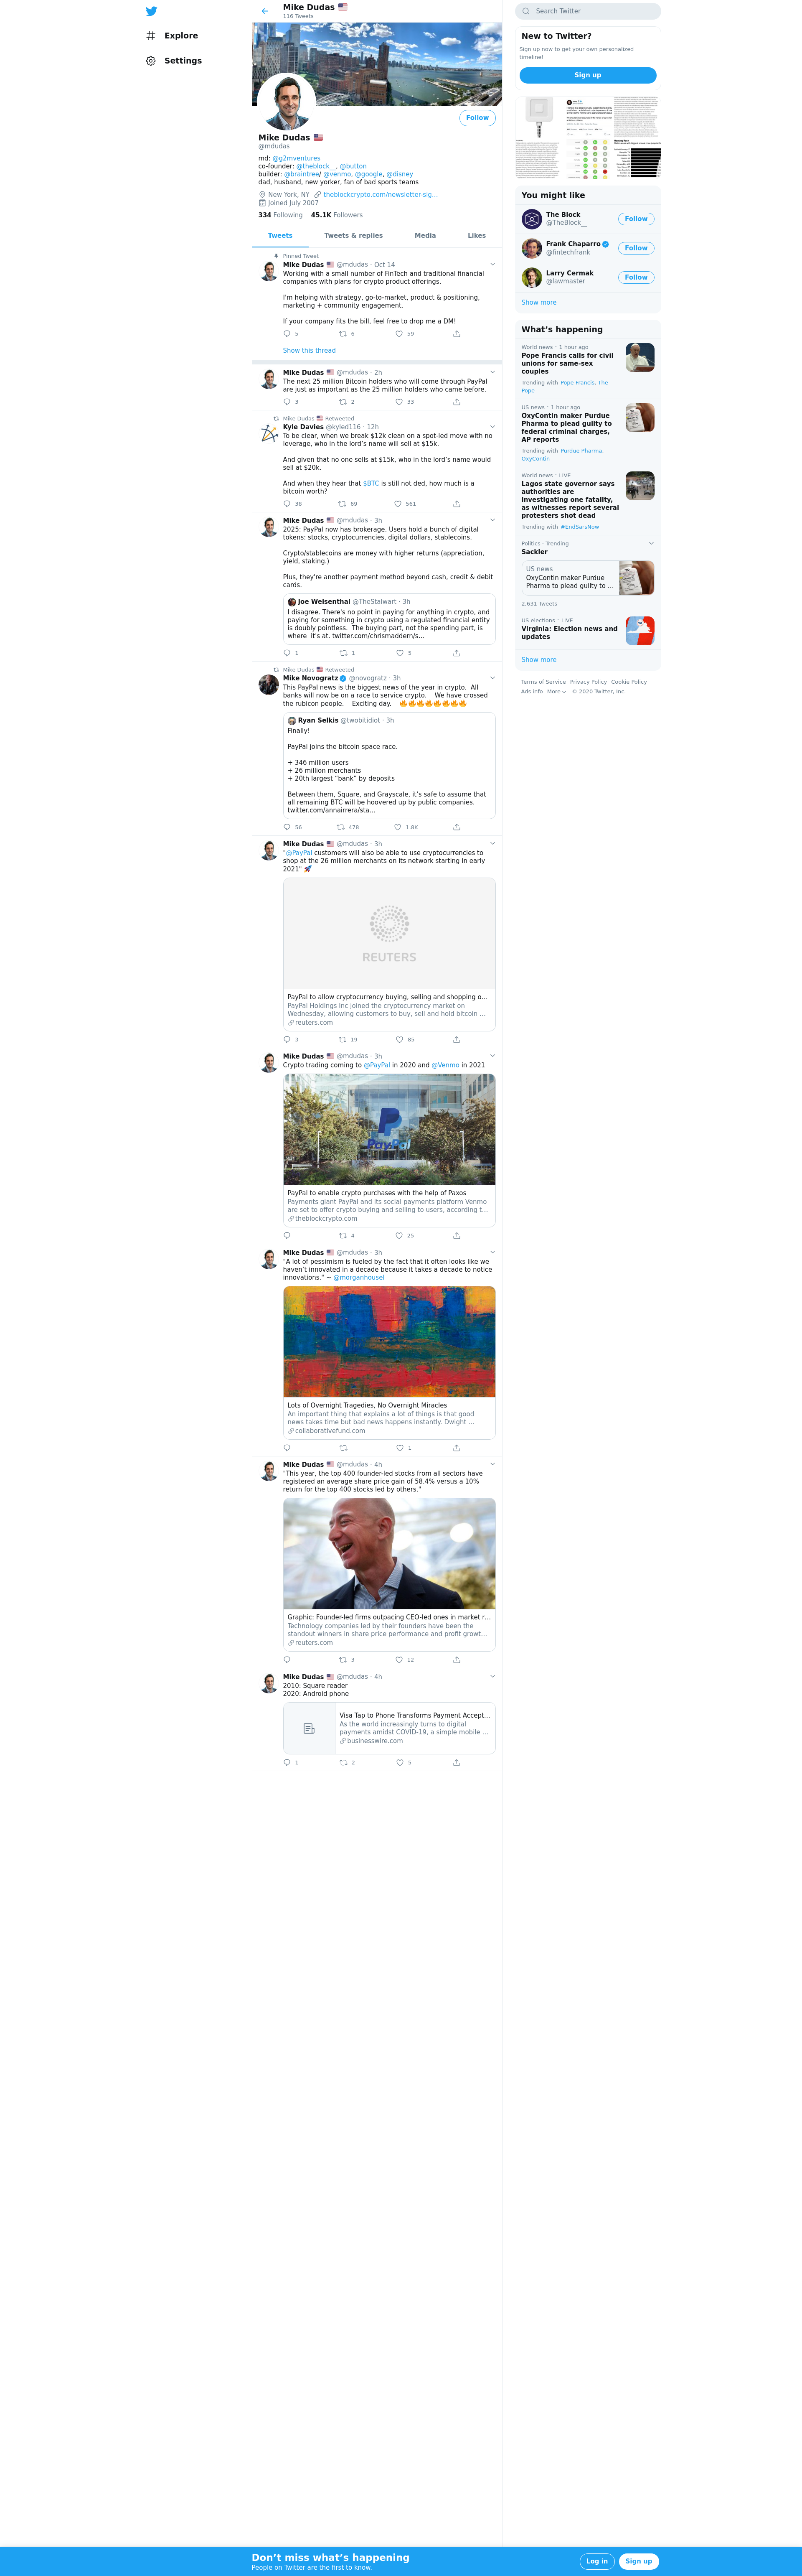 Explore
Settings
Mike Dudas
116 Tweets
Follow
Mike Dudas
@mdudas
md: @g2mventures
co-founder: @theblock__, @button
builder: @braintree/ @venmo, @google, @disney
dad, husband, new yorker, fan of bad sports teams
New York, NY theblockcrypto.com/newsletter-sig…
Joined July 2007
334 Following 45.1K Followers
Tweets Tweets & replies Media Likes
Pinned Tweet
Mike Dudas @mdudas · Oct 14
Working with a small number of FinTech and traditional financial
companies with plans for crypto product offerings.
I'm helping with strategy, go-to-market, product & positioning,
marketing + community engagement.
If your company fits the bill, feel free to drop me a DM!
5 6 59
Show this thread
Mike Dudas @mdudas · 2h
The next 25 million Bitcoin holders who will come through PayPal
are just as important as the 25 million holders who came before.
3 2 33
Mike Dudas Retweeted
Kyle Davies @kyled116 · 12h
To be clear, when we break $12k clean on a spot-led move with no
leverage, who in the lord's name will sell at $15k.
And given that no one sells at $15k, who in the lord's name would
sell at $20k.
And when they hear that $BTC is still not ded, how much is a
bitcoin worth?
38 69 561
Mike Dudas @mdudas · 3h
2025: PayPal now has brokerage. Users hold a bunch of digital
tokens: stocks, cryptocurrencies, digital dollars, stablecoins.
Crypto/stablecoins are money with higher returns (appreciation,
yield, staking.)
Plus, they're another payment method beyond cash, credit & debit
cards.
Joe Weisenthal @TheStalwart · 3h
I disagree. There's no point in paying for anything in crypto, and
paying for something in crypto using a regulated financial entity
is doubly pointless. The buying part, not the spending part, is
where it's at. twitter.com/chrismaddern/s…
1 1 5
Mike Dudas Retweeted
Mike Novogratz @novogratz · 3h
This PayPal news is the biggest news of the year in crypto. All
banks will now be on a race to service crypto. We have crossed
the rubicon people. Exciting day. 🔥🔥🔥🔥🔥🔥🔥🔥
Ryan Selkis @twobitidiot · 3h
Finally!
PayPal joins the bitcoin space race.
+ 346 million users
+ 26 million merchants
+ 20th largest "bank" by deposits
Between them, Square, and Grayscale, it's safe to assume that
all remaining BTC will be hoovered up by public companies.
twitter.com/annairrera/sta…
56 478 1.8K
Mike Dudas @mdudas · 3h
"@PayPal customers will also be able to use cryptocurrencies to
shop at the 26 million merchants on its network starting in early
2021" 🚀
REUTERS
PayPal to allow cryptocurrency buying, selling and shopping o…
PayPal Holdings Inc joined the cryptocurrency market on
Wednesday, allowing customers to buy, sell and hold bitcoin …
reuters.com
3 19 85
Mike Dudas @mdudas · 3h
Crypto trading coming to @PayPal in 2020 and @Venmo in 2021
PayPal
PayPal to enable crypto purchases with the help of Paxos
Payments giant PayPal and its social payments platform Venmo
are set to offer crypto buying and selling to users, according t…
theblockcrypto.com
4 25
Mike Dudas @mdudas · 3h
"A lot of pessimism is fueled by the fact that it often looks like we
haven't innovated in a decade because it takes a decade to notice
innovations." ~ @morganhousel
Lots of Overnight Tragedies, No Overnight Miracles
An important thing that explains a lot of things is that good
news takes time but bad news happens instantly. Dwight …
collaborativefund.com
1
Mike Dudas @mdudas · 4h
"This year, the top 400 founder-led stocks from all sectors have
registered an average share price gain of 58.4% versus a 10%
return for the top 400 stocks led by others."
Graphic: Founder-led firms outpacing CEO-led ones in market r…
Technology companies led by their founders have been the
standout winners in share price performance and profit growt…
reuters.com
3 12
Mike Dudas @mdudas · 4h
2010: Square reader
2020: Android phone
Visa Tap to Phone Transforms Payment Accept…
As the world increasingly turns to digital
payments amidst COVID-19, a simple mobile …
businesswire.com
1 2 5
Search Twitter
New to Twitter?
Sign up now to get your own personalized
timeline!
Sign up
You might like
The Block
@TheBlock__
Follow
Frank Chaparro
@fintechfrank
Follow
Larry Cermak
@lawmaster
Follow
Show more
What's happening
World news · 1 hour ago
Pope Francis calls for civil
unions for same-sex
couples
Trending with Pope Francis, The
Pope
US news · 1 hour ago
OxyContin maker Purdue
Pharma to plead guilty to
federal criminal charges,
AP reports
Trending with Purdue Pharma,
OxyContin
World news · LIVE
Lagos state governor says
authorities are
investigating one fatality,
as witnesses report several
protesters shot dead
Trending with #EndSarsNow
Politics · Trending
Sackler
US news
OxyContin maker Purdue
Pharma to plead guilty to …
2,631 Tweets
US elections · LIVE
Virginia: Election news and
updates
Show more
Terms of Service Privacy Policy Cookie Policy
Ads info More © 2020 Twitter, Inc.
Don't miss what's happening
People on Twitter are the first to know.
Log in Sign up